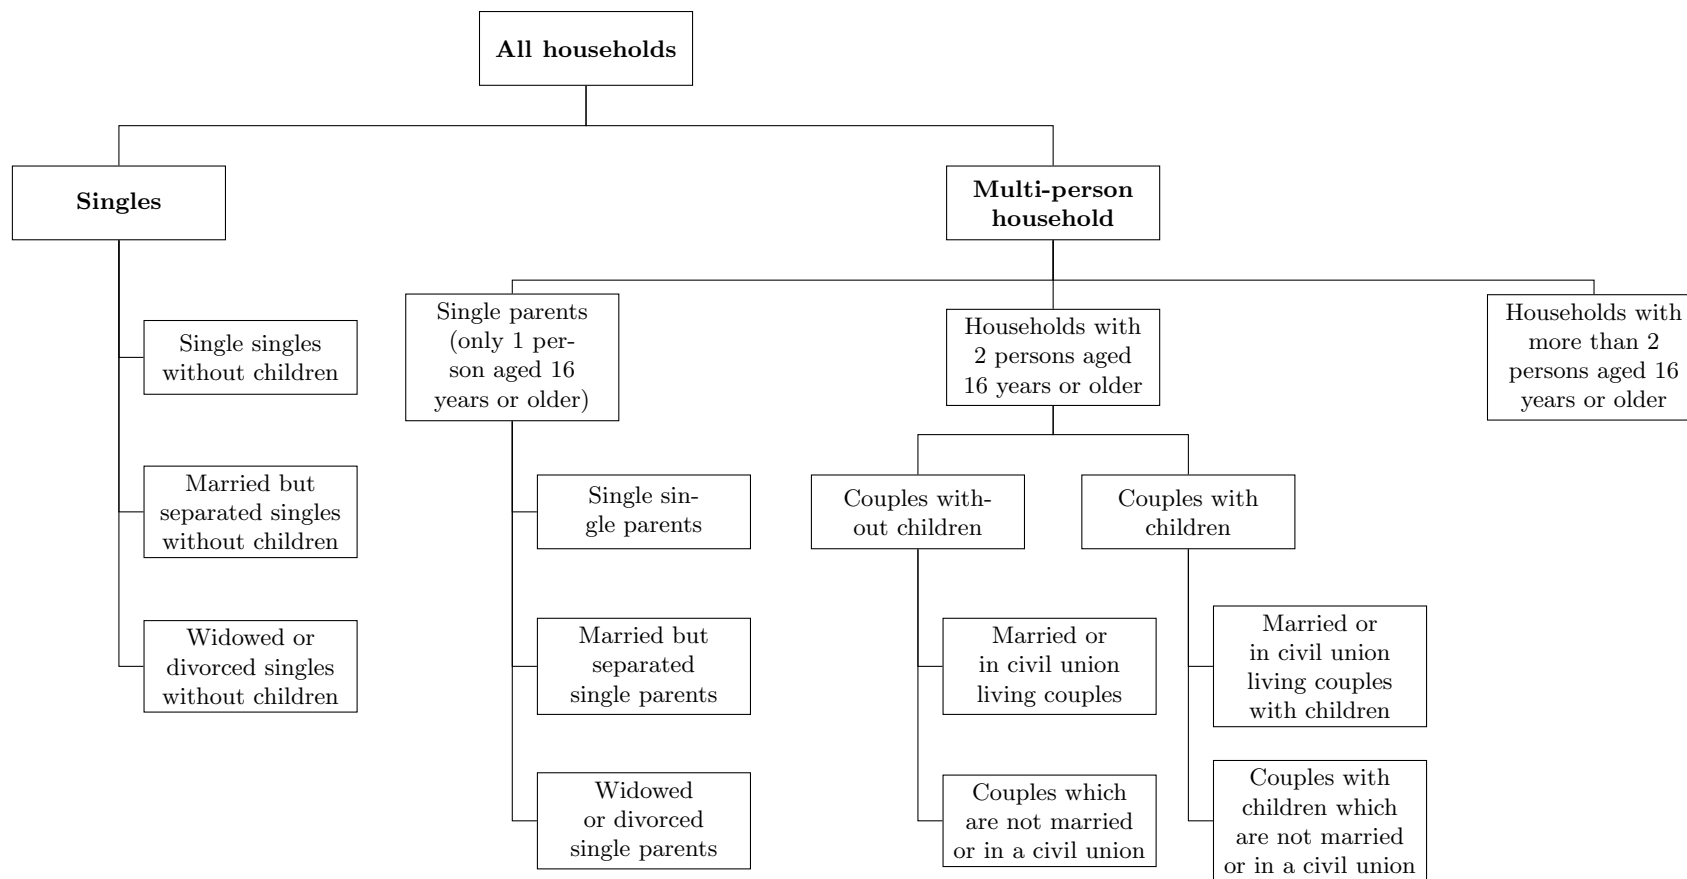 All households
Singles
Multi-person
household
Single singles
without children
Married but
separated singles
without children
Widowed or
divorced singles
without children
Single parents
(only 1 per-
son aged 16
years or older)
Single sin-
gle parents
Married but
separated
single parents
Widowed
or divorced
single parents
Households with
2 persons aged
16 years or older
Couples with-
out children
Married or
in civil union
living couples
Couples which
are not married
or in a civil union
Couples with
children
Married or
in civil union
living couples
with children
Couples with
children which
are not married
or in a civil union
Households with
more than 2
persons aged 16
years or older